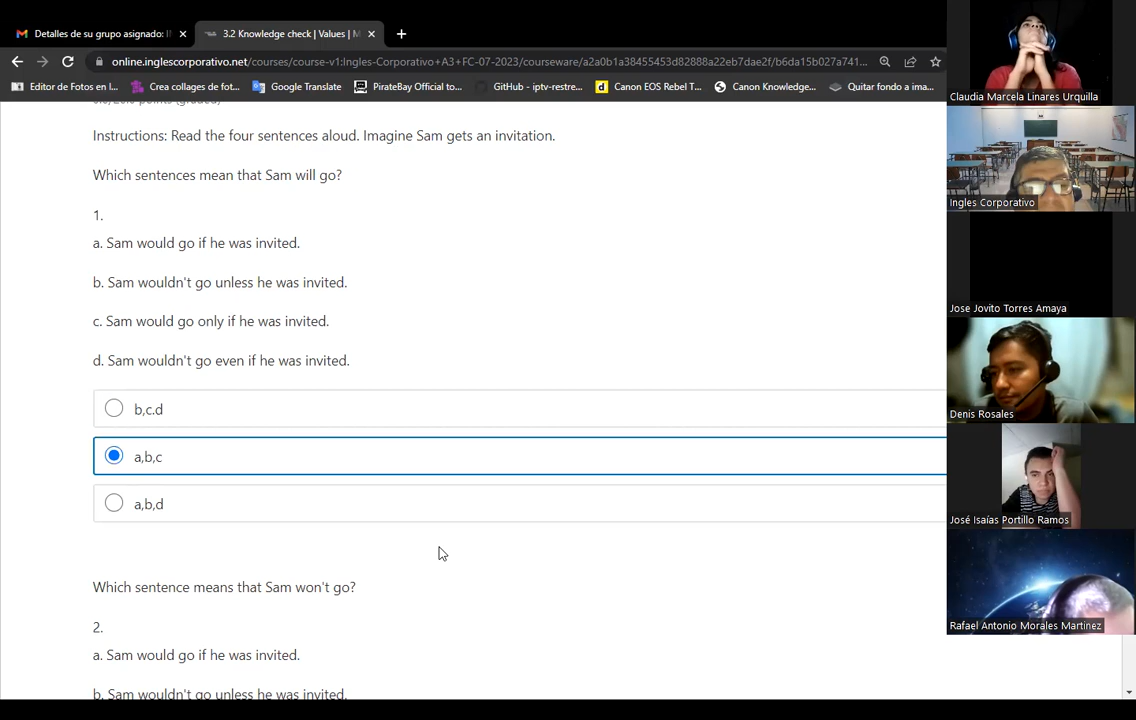 Detalles de su grupo asignado: I
3.2 Knowledge check | Values | M
online.inglescorporativo.net/courses/course-v1:Ingles-Corporativo+A3+FC-07-2023/courseware/a2a0b1a38455453d82888a22eb7dae2f/b6da15b027a741...
Editor de Fotos en l...
Crea collages de fot...
Google Translate
PirateBay Official to...
GitHub - iptv-restre...
Canon EOS Rebel T...
Canon Knowledge...
Quitar fondo a ima...
Instructions: Read the four sentences aloud. Imagine Sam gets an invitation.
Which sentences mean that Sam will go?
1.
a. Sam would go if he was invited.
b. Sam wouldn't go unless he was invited.
c. Sam would go only if he was invited.
d. Sam wouldn't go even if he was invited.
b,c.d
a,b,c
a,b,d
Which sentence means that Sam won't go?
2.
a. Sam would go if he was invited.
b. Sam wouldn't go unless he was invited.
Claudia Marcela Linares Urquilla
Ingles Corporativo
Jose Jovito Torres Amaya
Denis Rosales
José Isaías Portillo Ramos
Rafael Antonio Morales Martinez